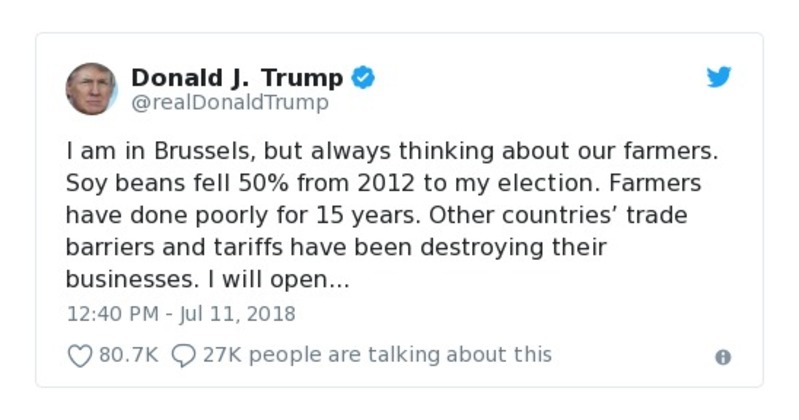 Donald J. Trump
@realDonaldTrump
I am in Brussels, but always thinking about our farmers.
Soy beans fell 50% from 2012 to my election. Farmers
have done poorly for 15 years. Other countries’ trade
barriers and tariffs have been destroying their
businesses. I will open...
12:40 PM - Jul 11, 2018
80.7K 27K people are talking about this